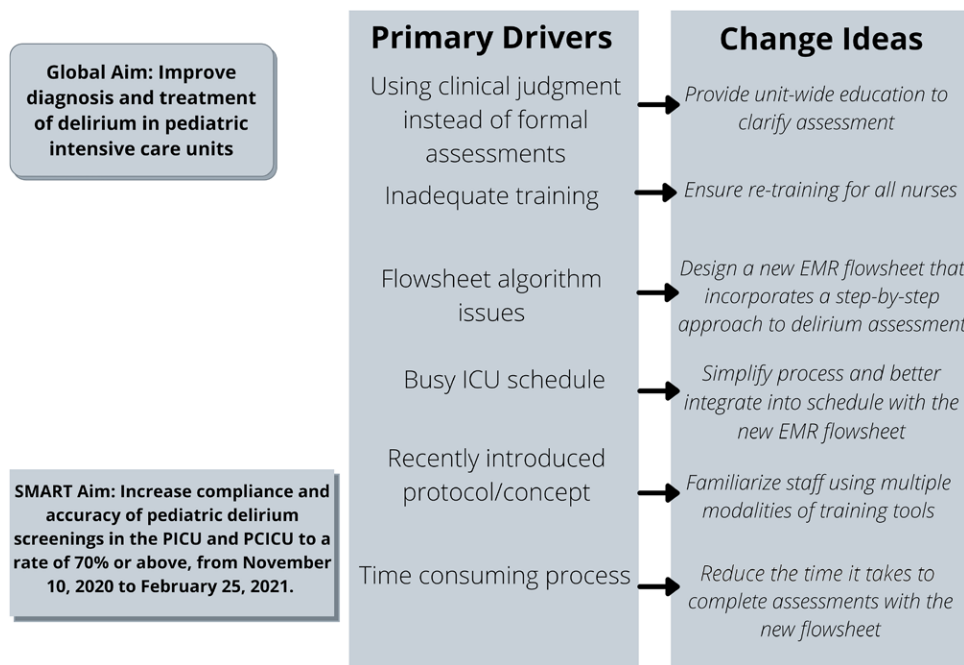 Global Aim: Improve
diagnosis and treatment
of delirium in pediatric
intensive care units
SMART Aim: Increase compliance and
accuracy of pediatric delirium
screenings in the PICU and PCICU to a
rate of 70% or above, from November
10, 2020 to February 25, 2021.
Primary Drivers
Using clinical judgment
instead of formal
assessments
Inadequate training
Flowsheet algorithm
issues
Busy ICU schedule
Recently introduced
protocol/concept
Time consuming process
Change Ideas
Provide unit-wide education to
clarify assessment
Ensure re-training for all nurses
Design a new EMR flowsheet that
incorporates a step-by-step
approach to delirium assessment
Simplify process and better
integrate into schedule with the
new EMR flowsheet
Familiarize staff using multiple
modalities of training tools
Reduce the time it takes to
complete assessments with the
new flowsheet